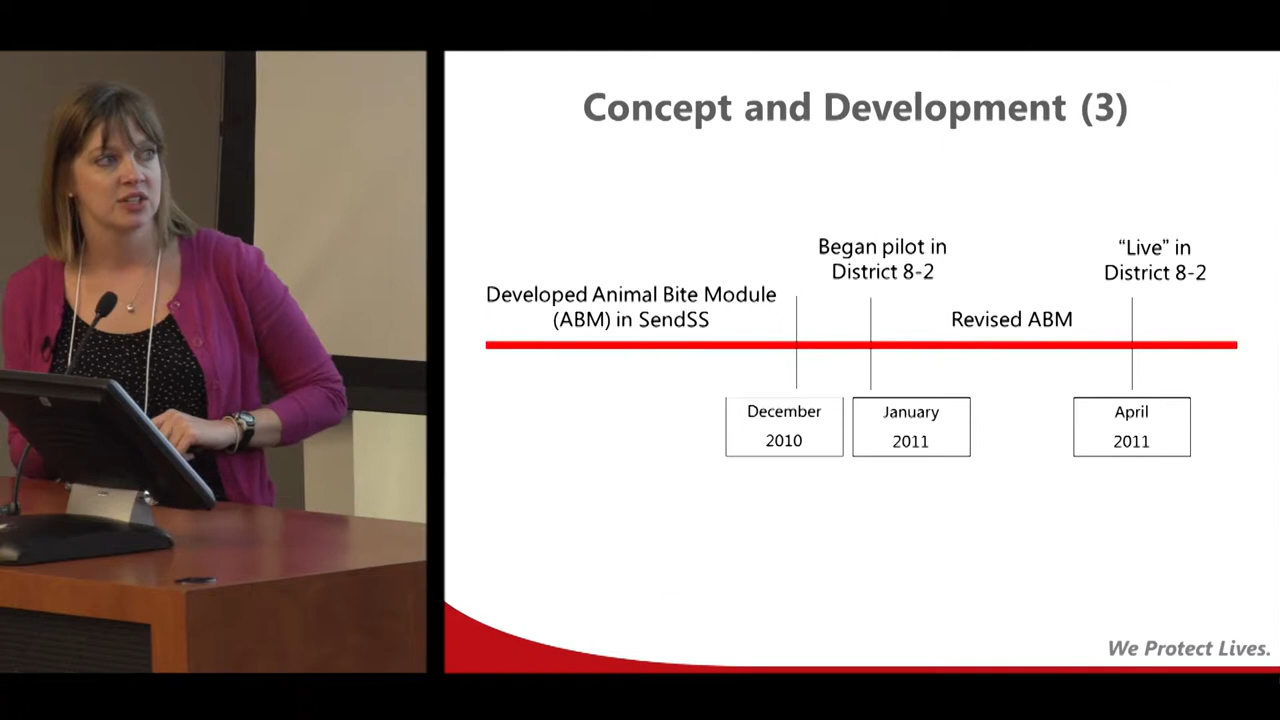 Concept and Development (3)
Began pilot in
District 8-2
“Live” in
District 8-2
Developed Animal Bite Module
(ABM) in SendSS
Revised ABM
December
2010
January
2011
April
2011
We Protect Lives.